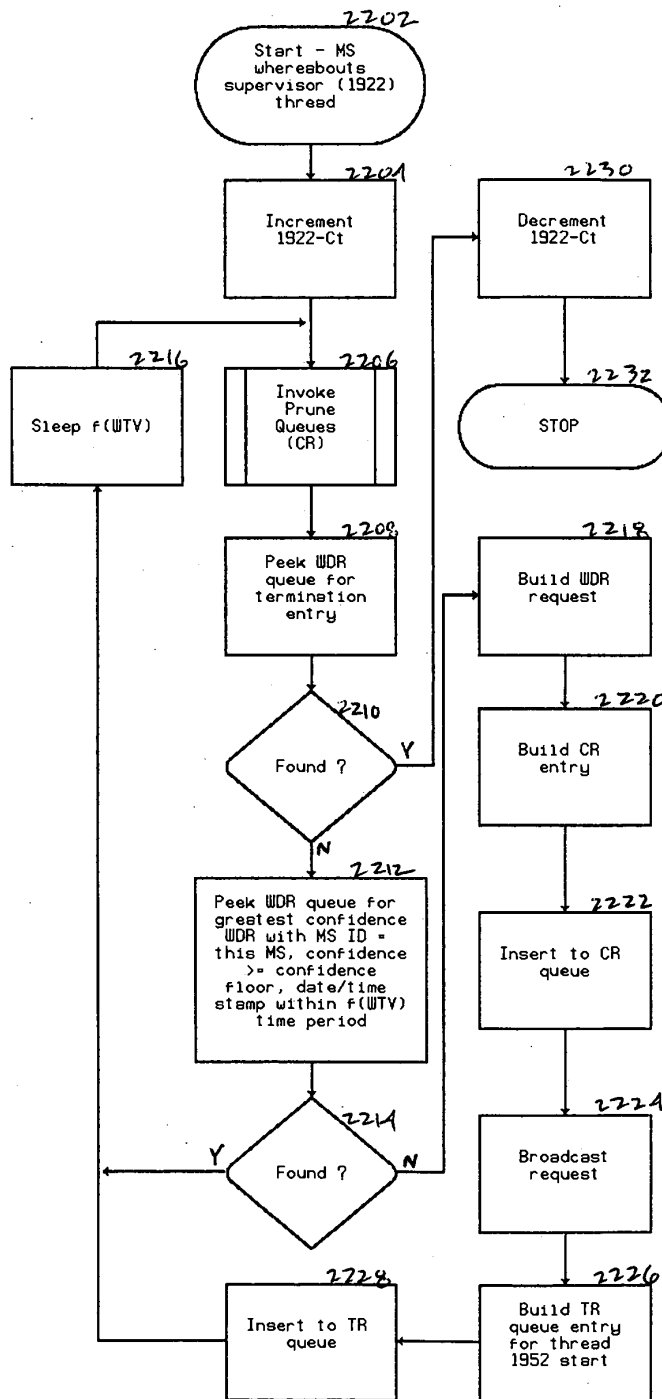 2202
Start - MS
whereabouts
supervisor (1922)
thread
2204
Increment
1922-Ct
2230
Decrement
1922-Ct
2216
Sleep f(WTV)
2206
Invoke
Prune
Queues
(CR)
2232
STOP
2208
Peek WDR
queue for
termination
entry
2218
Build WDR
request
2210
Found ?
Y
N
2220
Build CR
entry
2212
Peek WDR queue for
greatest confidence
WDR with MS ID =
this MS, confidence
>= confidence
floor, date/time
stamp within f(WTV)
time period
2222
Insert to CR
queue
2214
Y
Found ?
N
2224
Broadcast
request
2228
Insert to TR
queue
2226
Build TR
queue entry
for thread
1952 start